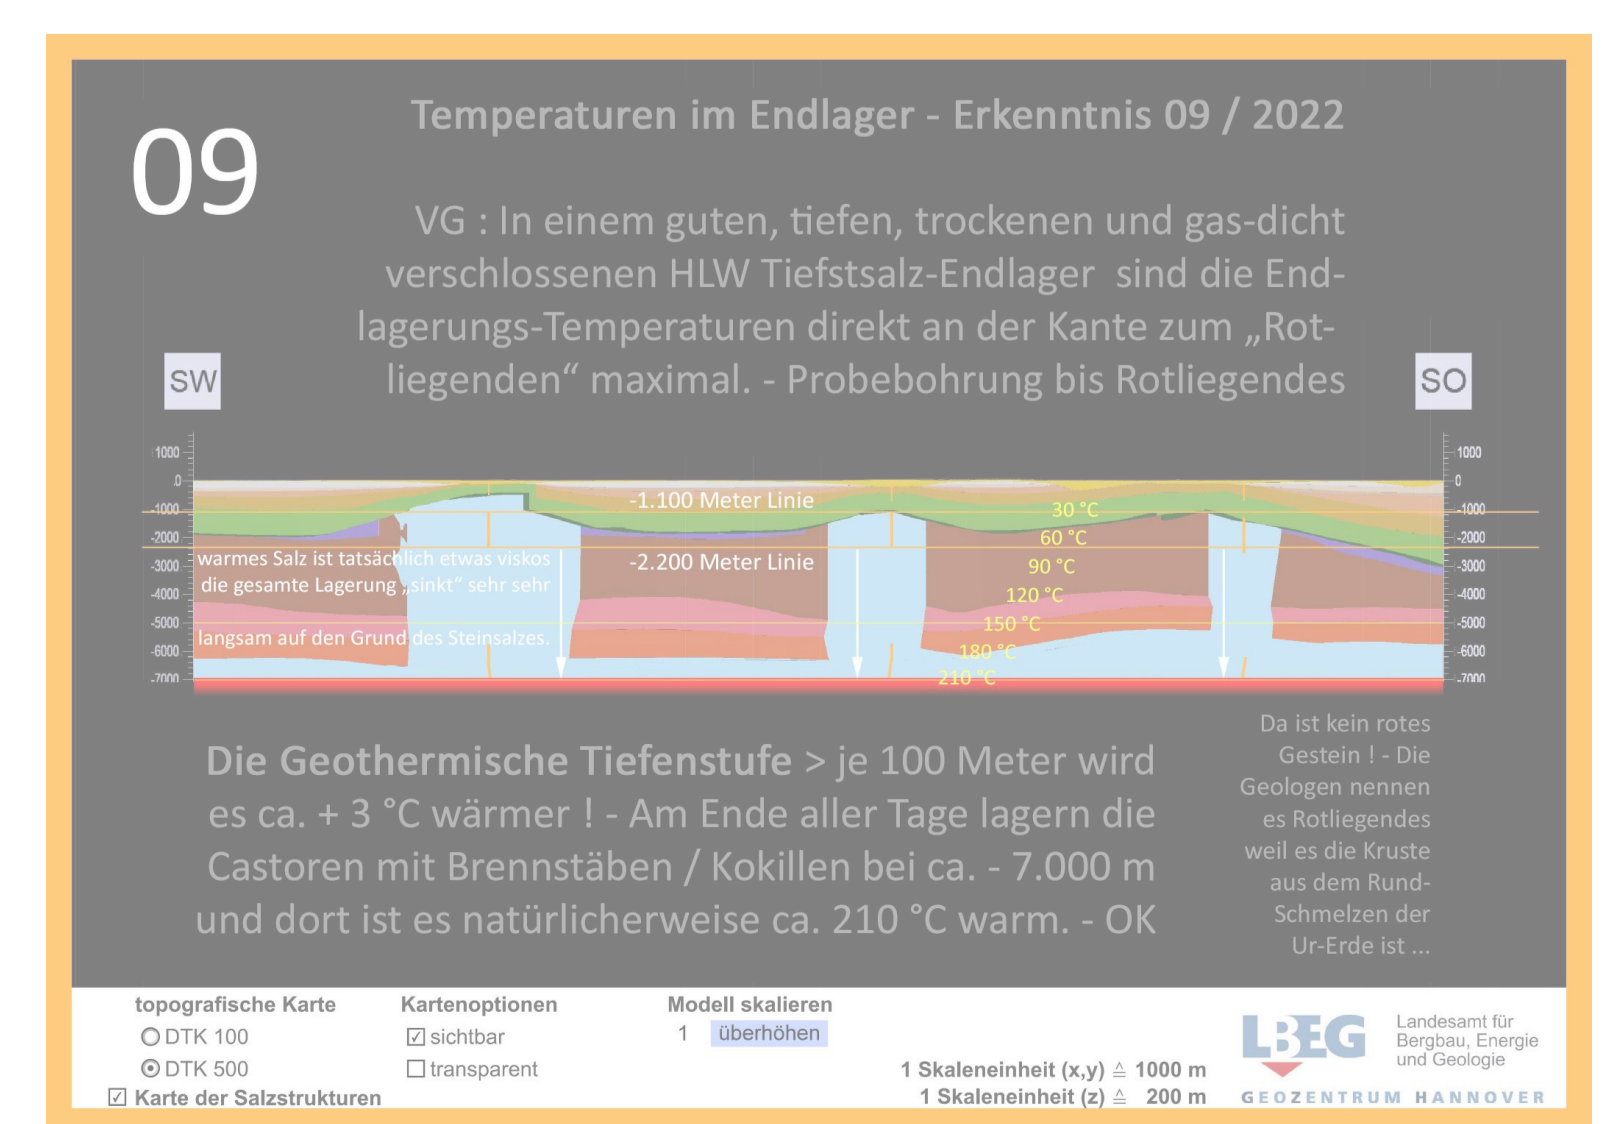 09
Temperaturen im Endlager - Erkenntnis 09 / 2022
VG : In einem guten, tiefen, trockenen und gas-dicht
verschlossenen HLW Tiefstsalz-Endlager  sind die End-
lagerungs-Temperaturen direkt an der Kante zum „Rot-
liegenden“ maximal. - Probebohrung bis Rotliegendes
SW
SO
1000
0
-1000
-2000
-3000
-4000
-5000
-6000
-7000
1000
0
-1000
-2000
-3000
-4000
-5000
-6000
-7000
-1.100 Meter Linie
-2.200 Meter Linie
warmes Salz ist tatsächlich etwas viskos
die gesamte Lagerung „sinkt“ sehr sehr
langsam auf den Grund des Steinsalzes.
30 °C
60 °C
90 °C
120 °C
150 °C
180 °C
210 °C
Die Geothermische Tiefenstufe > je 100 Meter wird
es ca. + 3 °C wärmer ! - Am Ende aller Tage lagern die
Castoren mit Brennstäben / Kokillen bei ca. - 7.000 m
und dort ist es natürlicherweise ca. 210 °C warm. - OK
Da ist kein rotes
Gestein ! - Die
Geologen nennen
es Rotliegendes
weil es die Kruste
aus dem Rund-
Schmelzen der
Ur-Erde ist ...
topografische Karte
DTK 100
DTK 500
Karte der Salzstrukturen
Kartenoptionen
sichtbar
transparent
Modell skalieren
1 überhöhen
1 Skaleneinheit (x,y) ≙ 1000 m
1 Skaleneinheit (z) ≙ 200 m
LBEG
Landesamt für
Bergbau, Energie
und Geologie
GEOZENTRUM HANNOVER